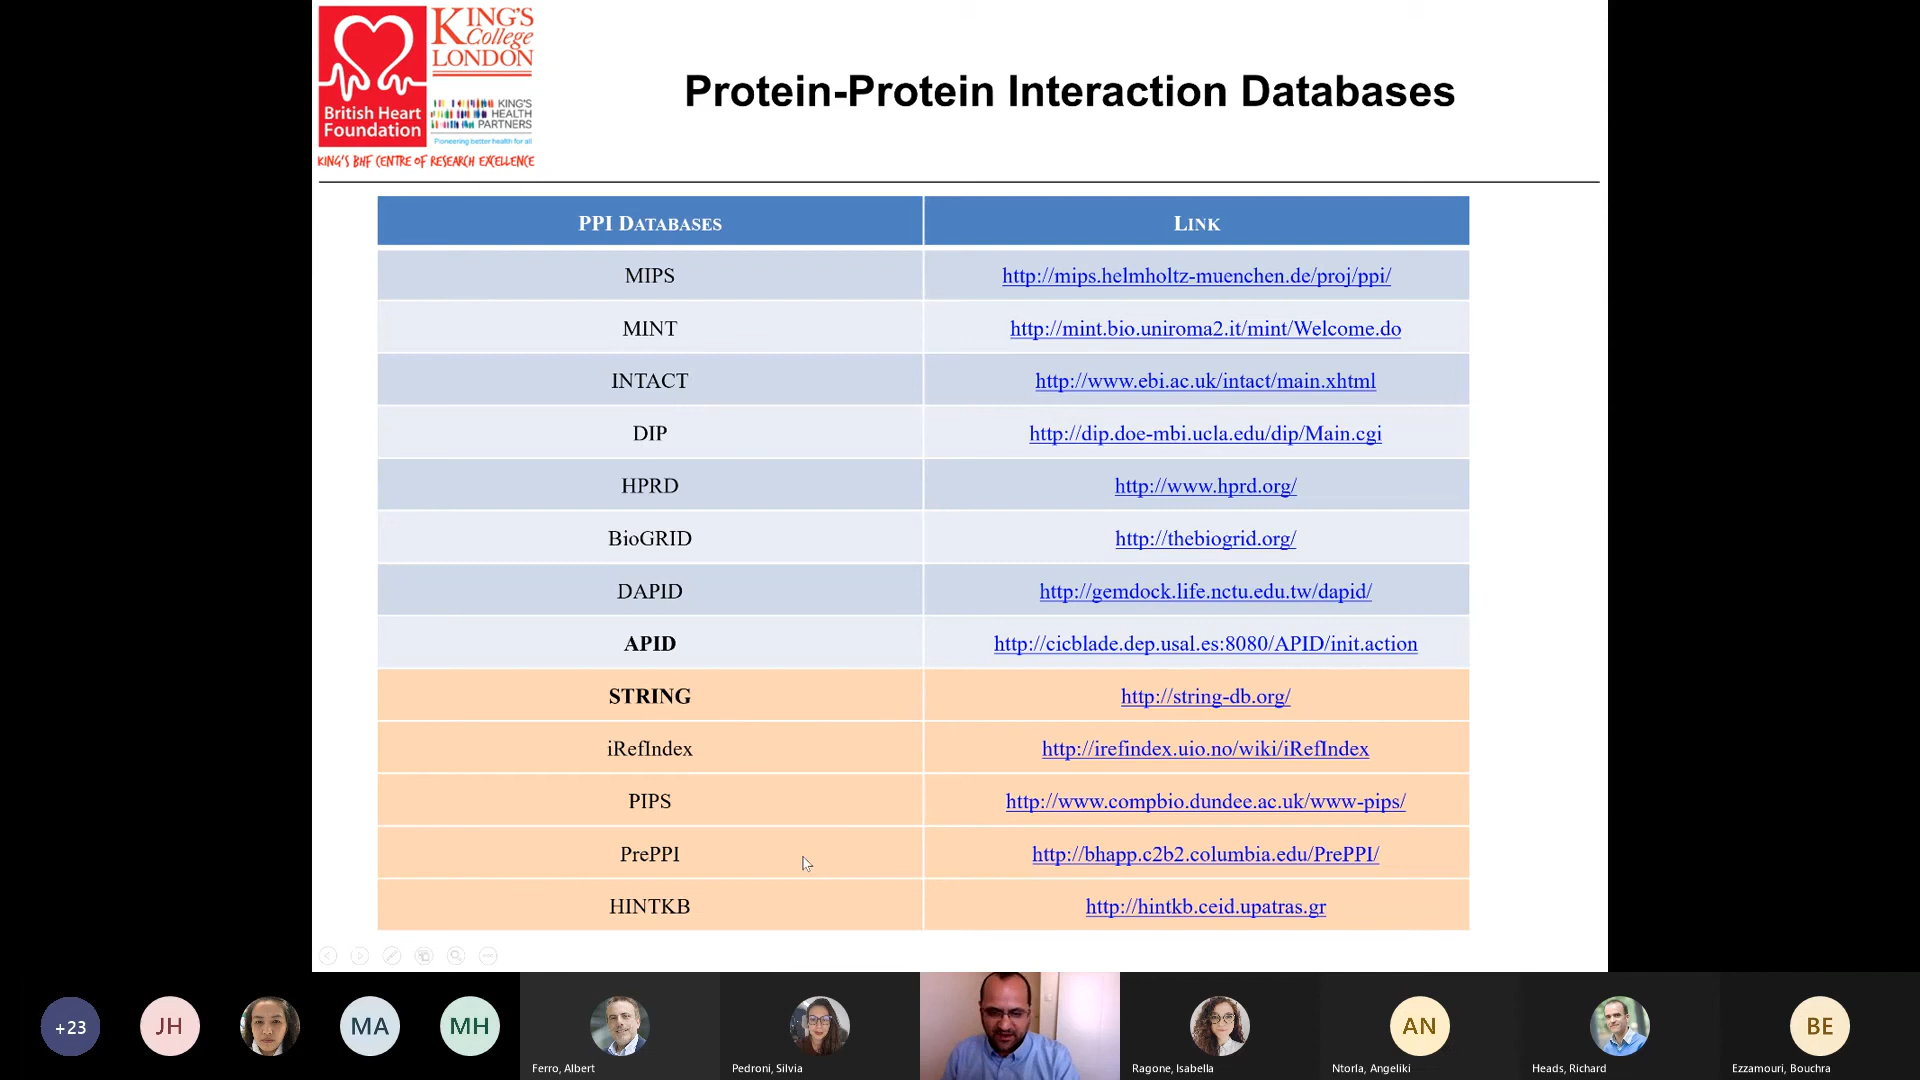 KING'S
College
LONDON
British Heart
Foundation
KING'S
HEALTH
PARTNERS
Pioneering better health for all
KING'S BHF CENTRE OF RESEARCH EXCELLENCE
Protein-Protein Interaction Databases
PPI DATABASES LINK
MIPS http://mips.helmholtz-muenchen.de/proj/ppi/
MINT http://mint.bio.uniroma2.it/mint/Welcome.do
INTACT http://www.ebi.ac.uk/intact/main.xhtml
DIP http://dip.doe-mbi.ucla.edu/dip/Main.cgi
HPRD http://www.hprd.org/
BioGRID http://thebiogrid.org/
DAPID http://gemdock.life.nctu.edu.tw/dapid/
APID http://cicblade.dep.usal.es:8080/APID/init.action
STRING http://string-db.org/
iRefIndex http://irefindex.uio.no/wiki/iRefIndex
PIPS http://www.compbio.dundee.ac.uk/www-pips/
PrePPI http://bhapp.c2b2.columbia.edu/PrePPI/
HINTKB http://hintkb.ceid.upatras.gr
+23 JH MA MH AN BE
Ferro, Albert Pedroni, Silvia Ragone, Isabella Ntorla, Angeliki Heads, Richard Ezzamouri, Bouchra